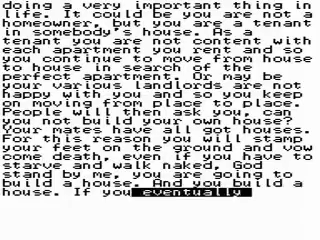 doing a very important thing in
life. It could be you are not a
homeowner, but you are a tenant
in somebody's house. As a
tenant you are not content with
each apartment you rent and so
you continue to move from house
to house in search of the
perfect apartment. Or may be
your various landlords are not
happy with you and so you keep
on moving from place to place.
People will then ask you, can
you not build your own house?
Your mates have all got houses.
For this reason you will stamp
your feet on the ground and vow
come death, even if you have to
starve and walk naked, God
stand by me, you are going to
build a house. And you build a
house. If you eventually